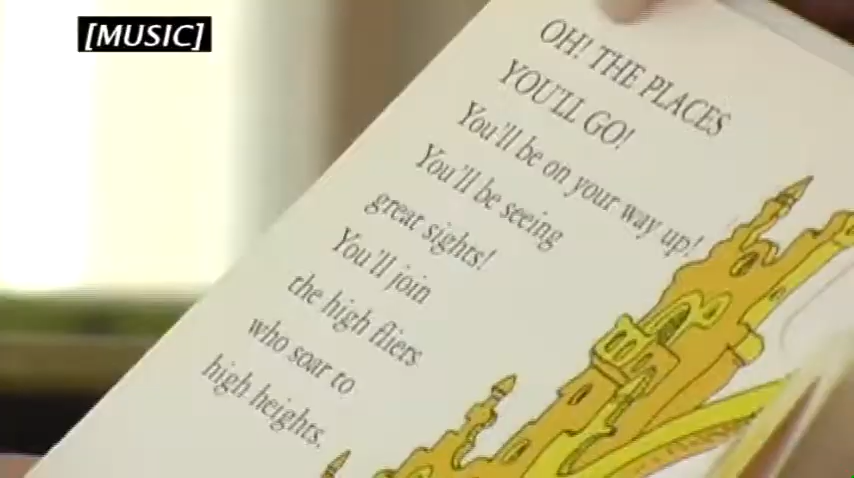 [MUSIC]
OH! THE PLACES
YOU'LL GO!
You'll be on your way up!
You'll be seeing
great sights!
You'll join
the high fliers
who soar to
high heights.